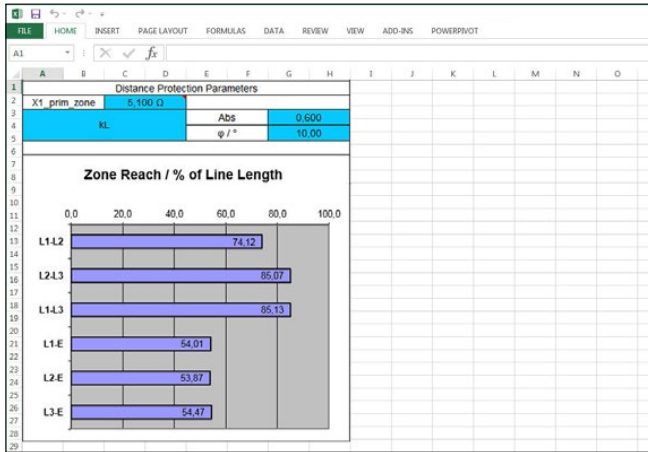 FILE HOME INSERT PAGE LAYOUT FORMULAS DATA REVIEW VIEW ADD-INS POWERPIVOT
A1 fx
A B C D E F G H I J K L M N O
1 Distance Protection Parameters
2 X1_prim_zone 5,100 Ω
3 Abs 0,600
4 kL
5 φ / ° 10,00
6
7
8 Zone Reach / % of Line Length
9
10
11 0,0 20,0 40,0 60,0 80,0 100,0
12
13 L1-L2 74,12
14
15
16 L2-L3 85,07
17
18 L1-L3 85,13
19
20
21 L1-E 54,01
22
23
24 L2-E 53,87
25
26 L3-E 54,47
27
28
29